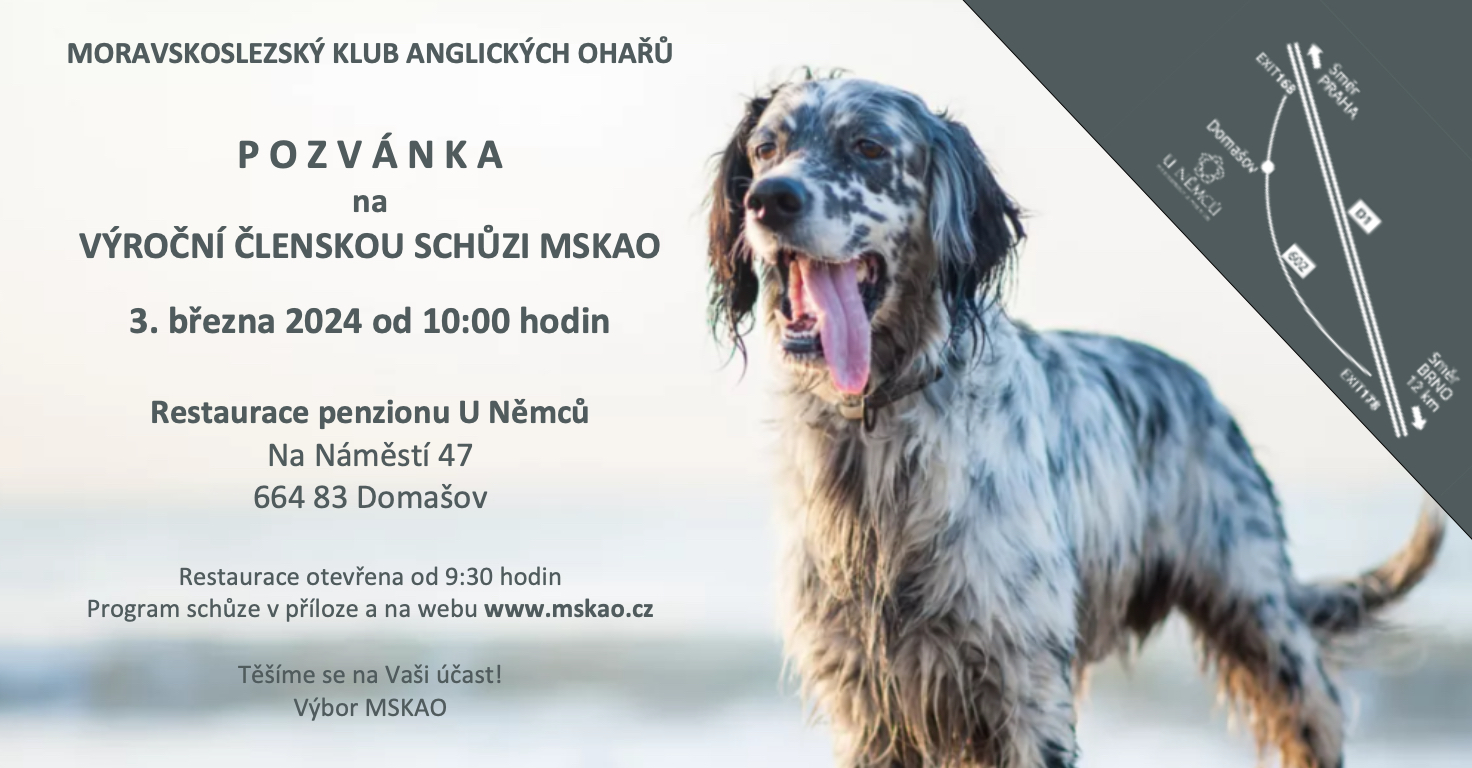 MORAVSKOSLEZSKÝ KLUB ANGLICKÝCH OHAŘŮ
POZVÁNKA
na
VÝROČNÍ ČLENSKOU SCHŮZI MSKAO
3. března 2024 od 10:00 hodin
Restaurace penzionu U Němců
Na Náměstí 47
664 83 Domašov
Restaurace otevřena od 9:30 hodin
Program schůze v příloze a na webu www.mskao.cz
Těšíme se na Vaši účast!
Výbor MSKAO
EXIT168
Směr
PRAHA
Domašov
U NĚMCŮ
D1
602
EXIT178
Směr
BRNO
12 km